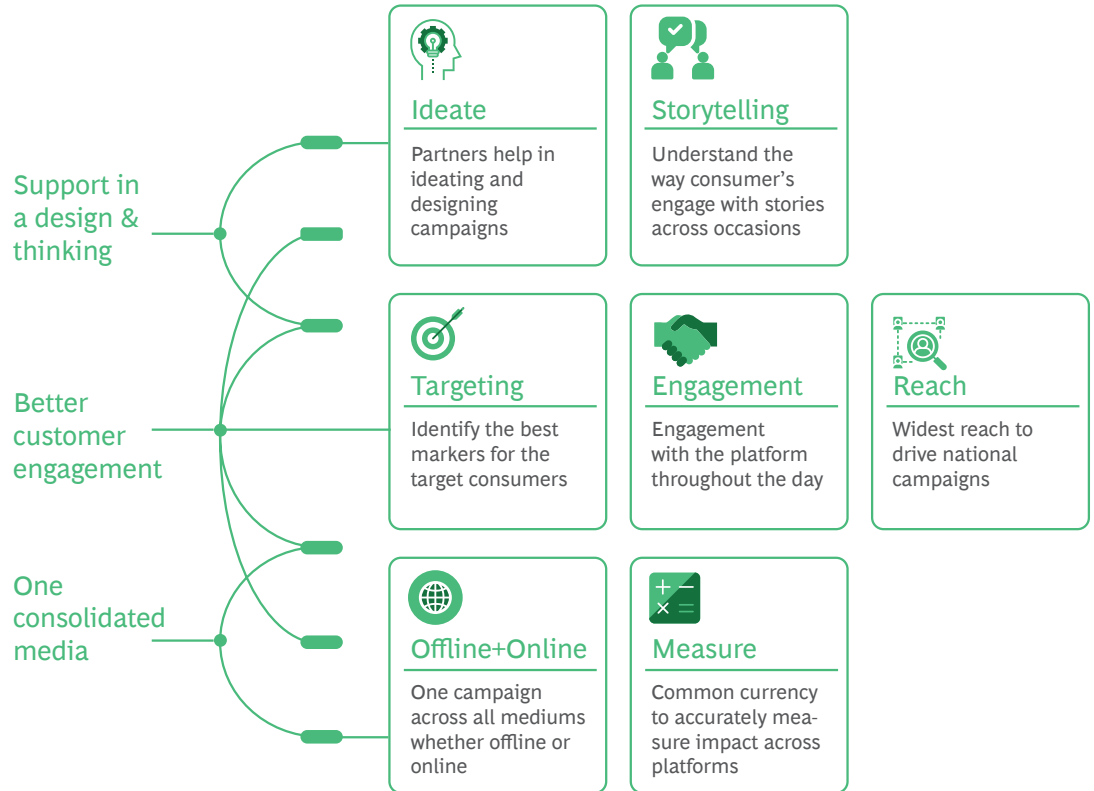 Support in
a design &
thinking
Better
customer
engagement
One
consolidated
media
Ideate
Partners help in
ideating and
designing
campaigns
Storytelling
Understand the
way consumer’s
engage with stories
across occasions
Targeting
Identify the best
markers for the
target consumers
Engagement
Engagement
with the platform
throughout the day
Reach
Widest reach to
drive national
campaigns
Offline+Online
One campaign
across all mediums
whether offline or
online
Measure
Common currency
to accurately mea-
sure impact across
platforms